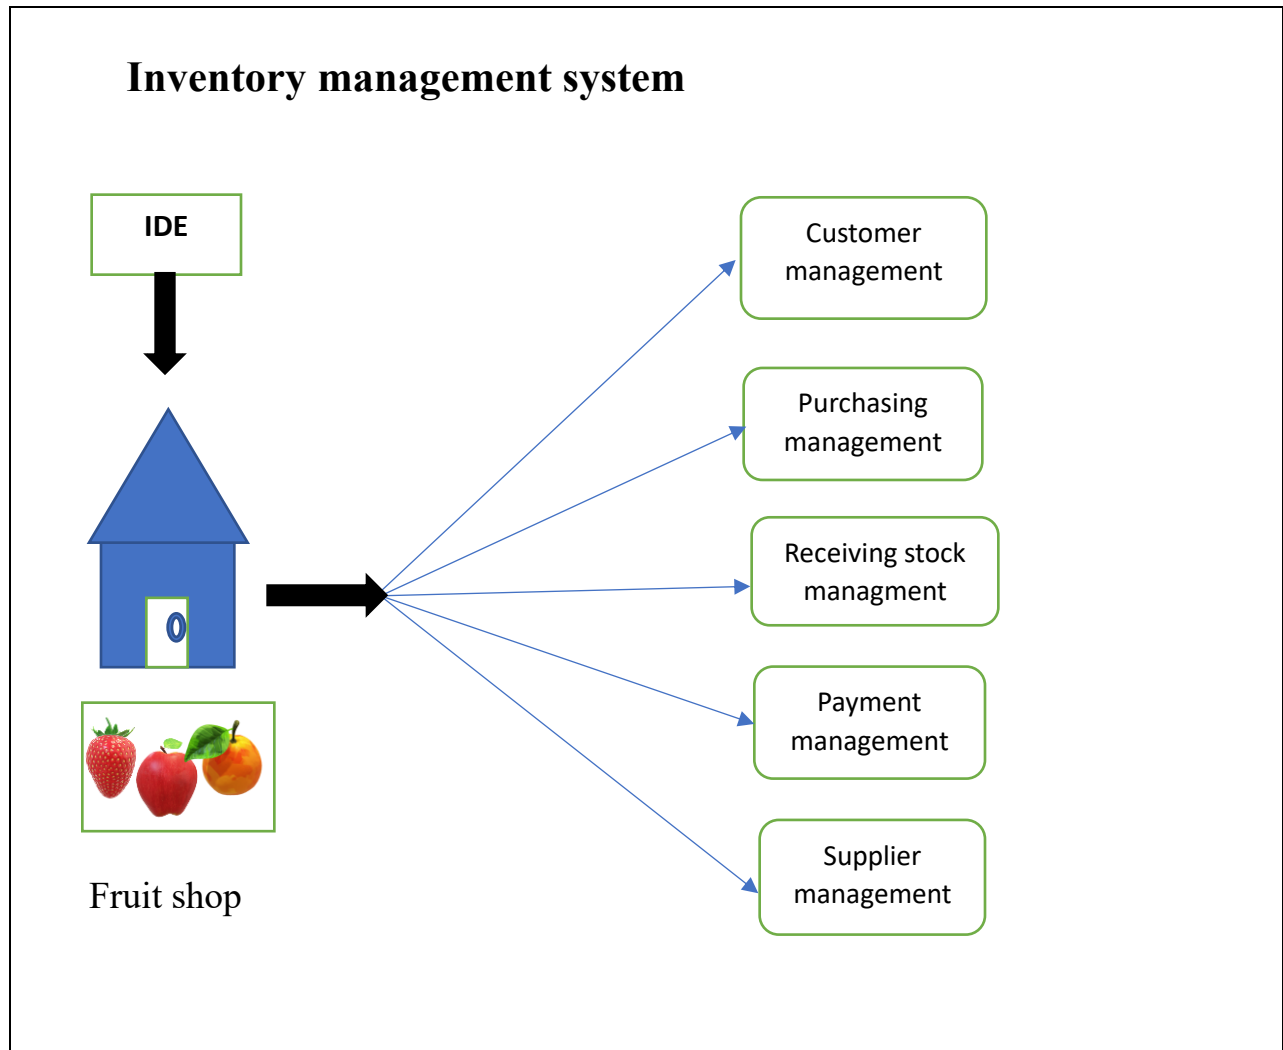 Inventory management system
IDE
Customer
management
Purchasing
management
Receiving stock
managment
Payment
management
Supplier
management
Fruit shop